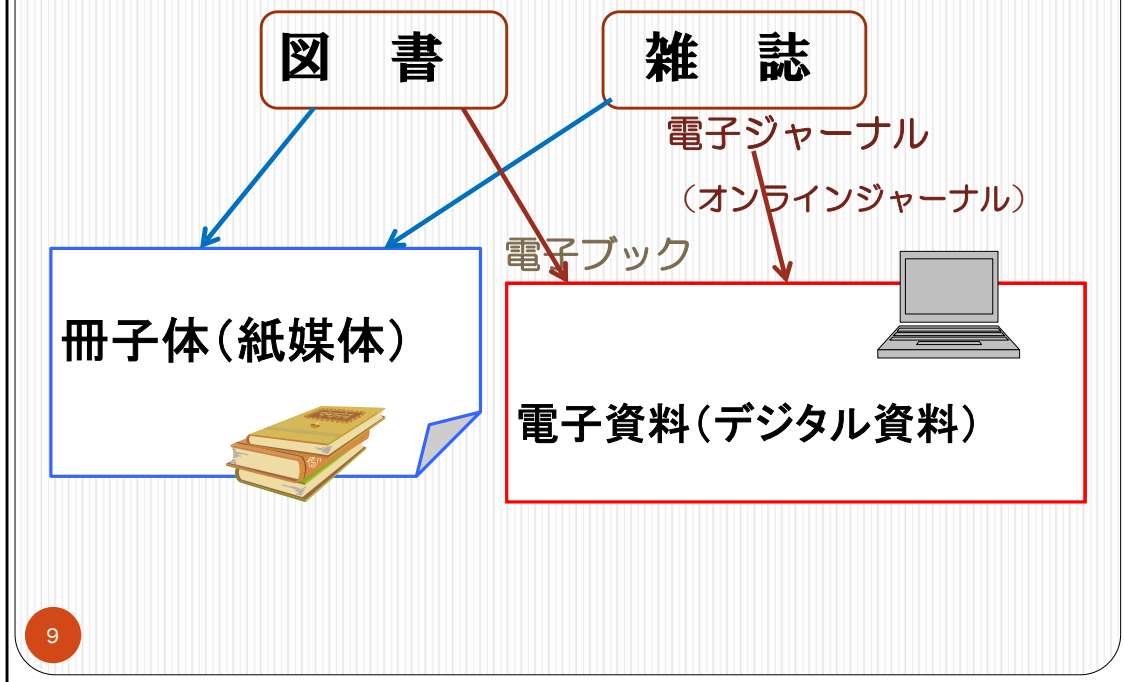 図　書
雑　誌
電子ジャーナル
（オンラインジャーナル）
電子ブック
冊子体（紙媒体）
電子資料（デジタル資料）
9